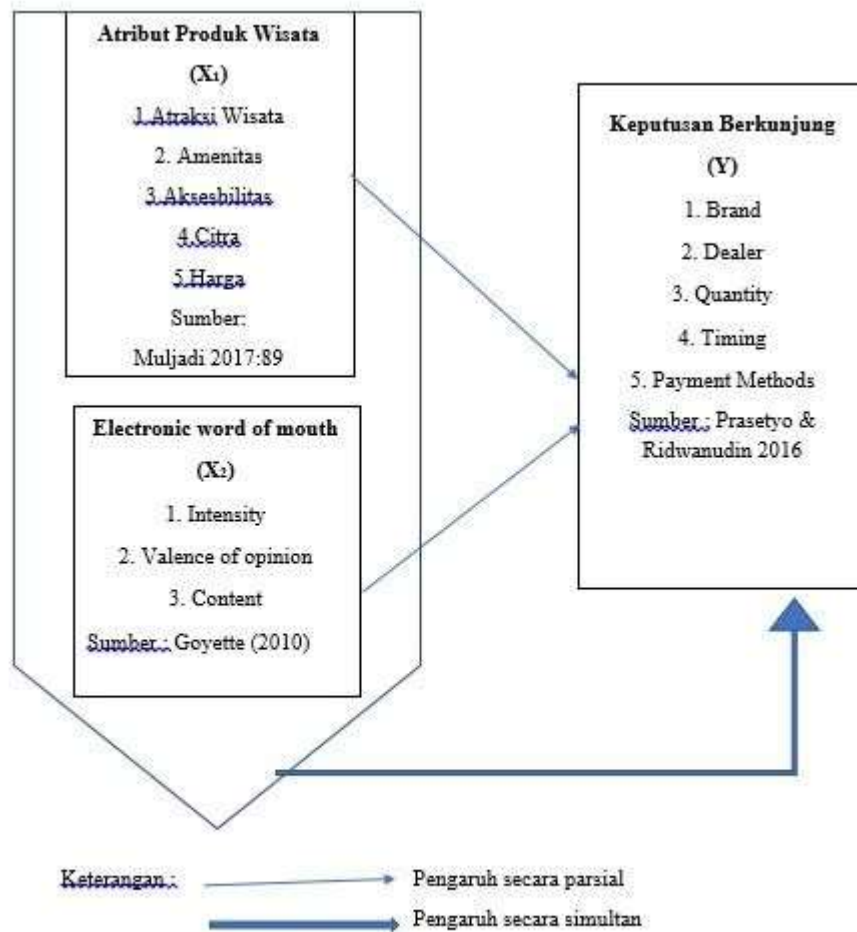 Atribut Produk Wisata
(X₁)
1.Atraksi Wisata
2. Amenitas
3.Aksesbilitas
4.Citra
5.Harga
Sumber:
Muljadi 2017:89
Electronic word of mouth
(X₂)
1. Intensity
2. Valence of opinion
3. Content
Sumber : Goyette (2010)
Keputusan Berkunjung
(Y)
1. Brand
2. Dealer
3. Quantity
4. Timing
5. Payment Methods
Sumber : Prasetyo &
Ridwanudin 2016
Keterangan :
Pengaruh secara parsial
Pengaruh secara simultan